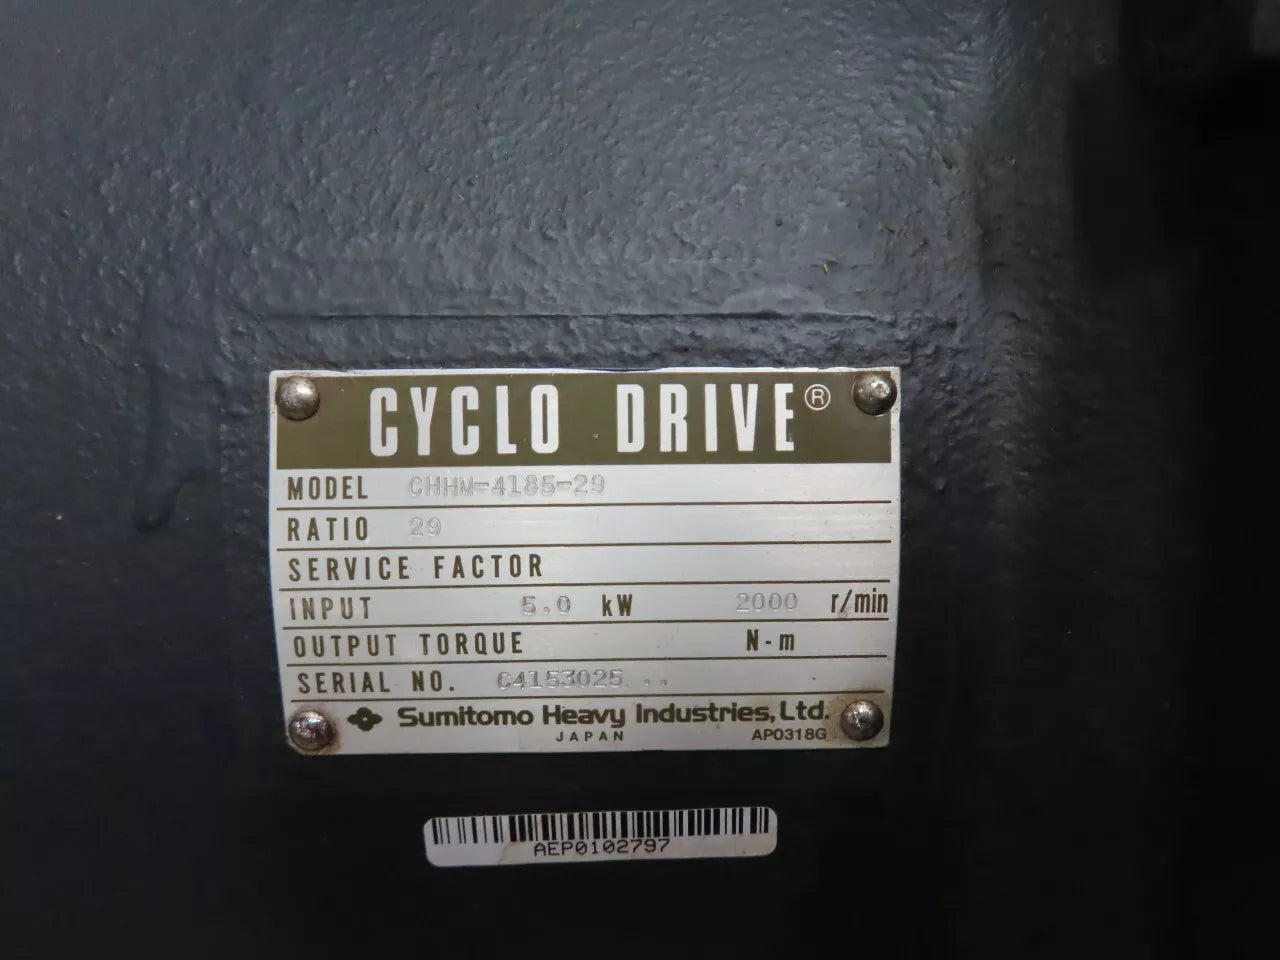 CYCLO DRIVE®
MODEL CHHM-4185-29
RATIO 29
SERVICE FACTOR
INPUT 5.0 kW 2000 r/min
OUTPUT TORQUE N-m
SERIAL NO. C4153025
Sumitomo Heavy Industries, Ltd.
JAPAN AP0318G
AEP0102797